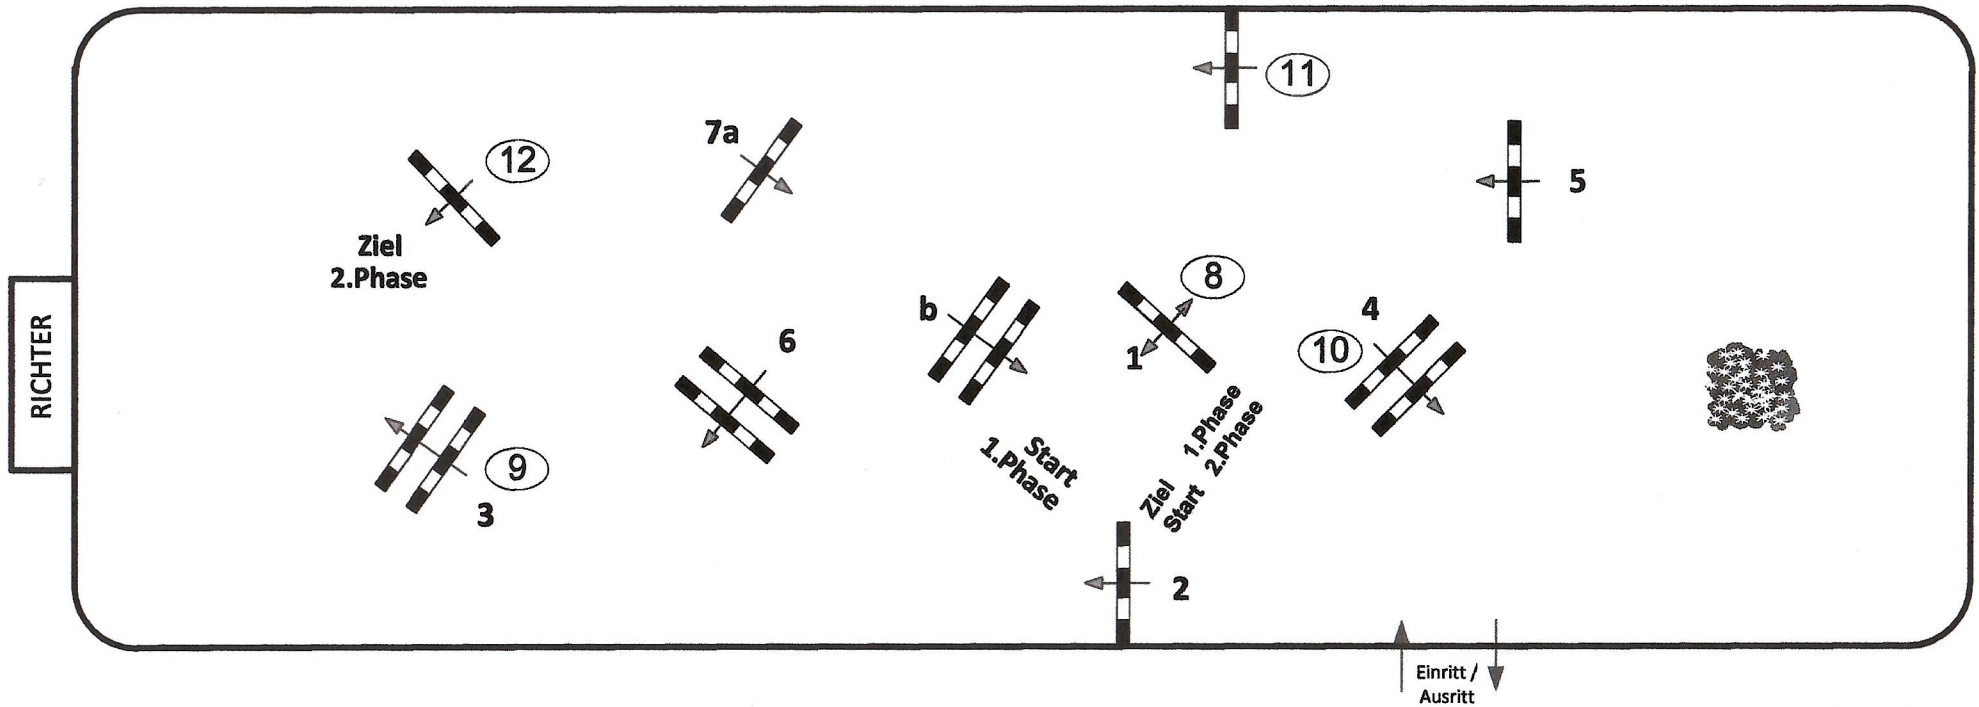 11
7a
12
5
Ziel
2.Phase
8
b
4
1
10
6
RICHTER
Start
1.Phase
Ziel 1.Phase
Start 2.Phase
9
3
2
Einritt /
Ausritt